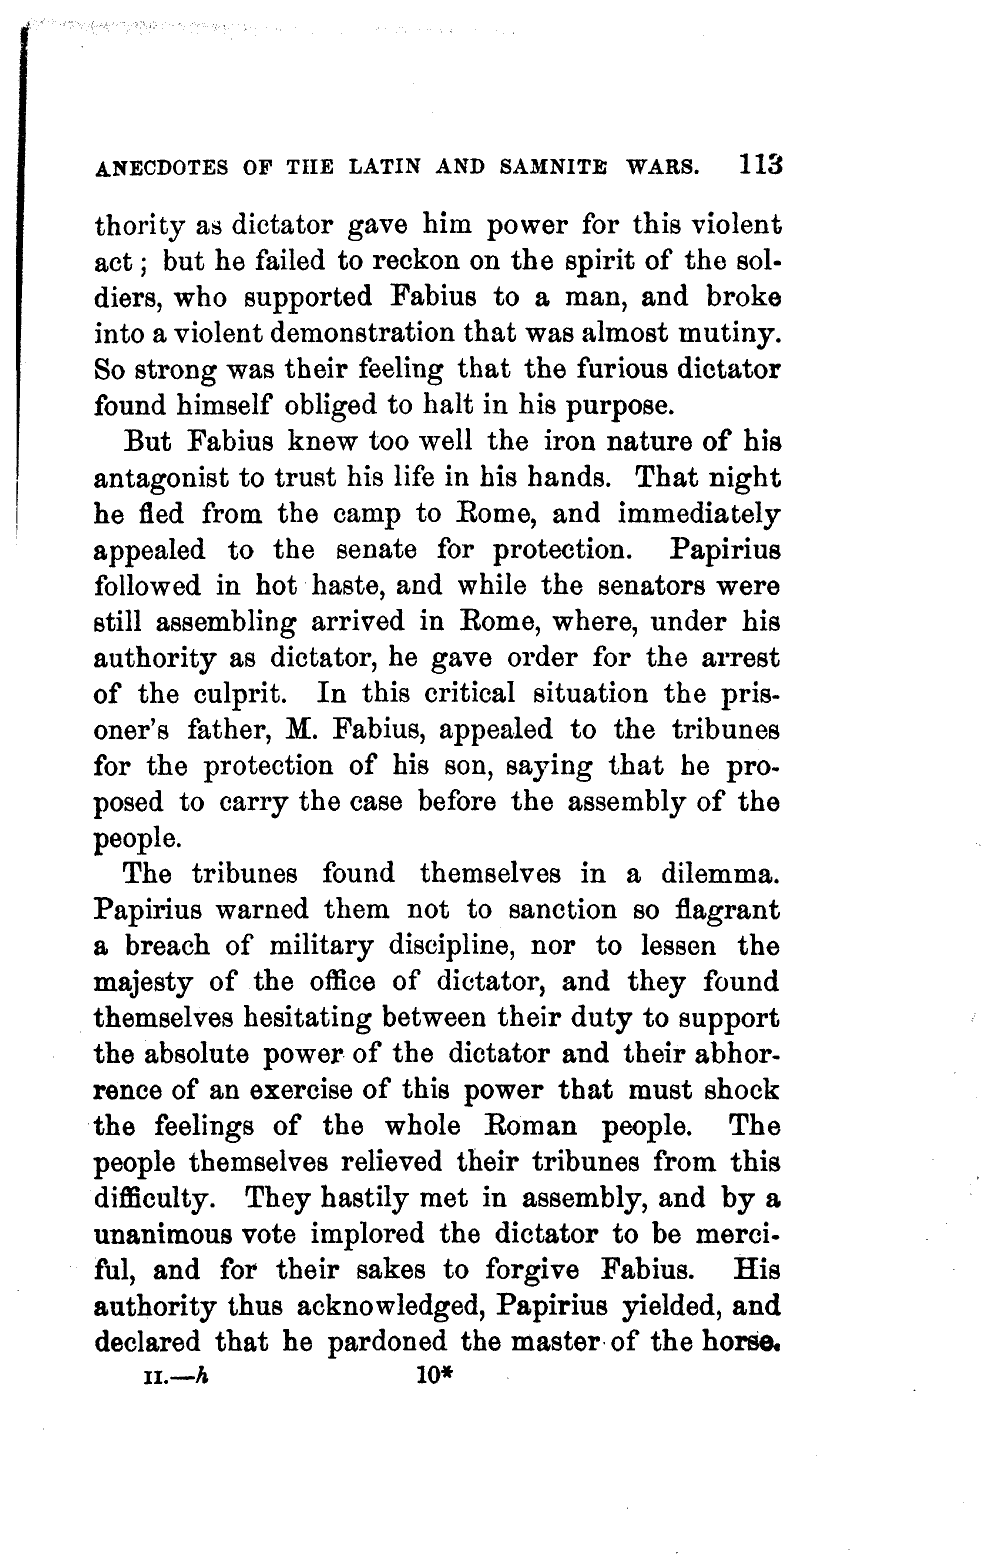 ANECDOTES OF THE LATIN AND SAMNITE WARS. 113
thority as dictator gave him power for this violent
act; but he failed to reckon on the spirit of the sol-
diers, who supported Fabius to a man, and broke
into a violent demonstration that was almost mutiny.
So strong was their feeling that the furious dictator
found himself obliged to halt in his purpose.
But Fabius knew too well the iron nature of his
antagonist to trust his life in his hands. That night
he fled from the camp to Rome, and immediately
appealed to the senate for protection. Papirius
followed in hot haste, and while the senators were
still assembling arrived in Rome, where, under his
authority as dictator, he gave order for the arrest
of the culprit. In this critical situation the pris-
oner's father, M. Fabius, appealed to the tribunes
for the protection of his son, saying that he pro-
posed to carry the case before the assembly of the
people.
The tribunes found themselves in a dilemma.
Papirius warned them not to sanction so flagrant
a breach of military discipline, nor to lessen the
majesty of the office of dictator, and they found
themselves hesitating between their duty to support
the absolute power of the dictator and their abhor-
rence of an exercise of this power that must shock
the feelings of the whole Roman people. The
people themselves relieved their tribunes from this
difficulty. They hastily met in assembly, and by a
unanimous vote implored the dictator to be merci-
ful, and for their sakes to forgive Fabius. His
authority thus acknowledged, Papirius yielded, and
declared that he pardoned the master of the horse.
II.—h 10*